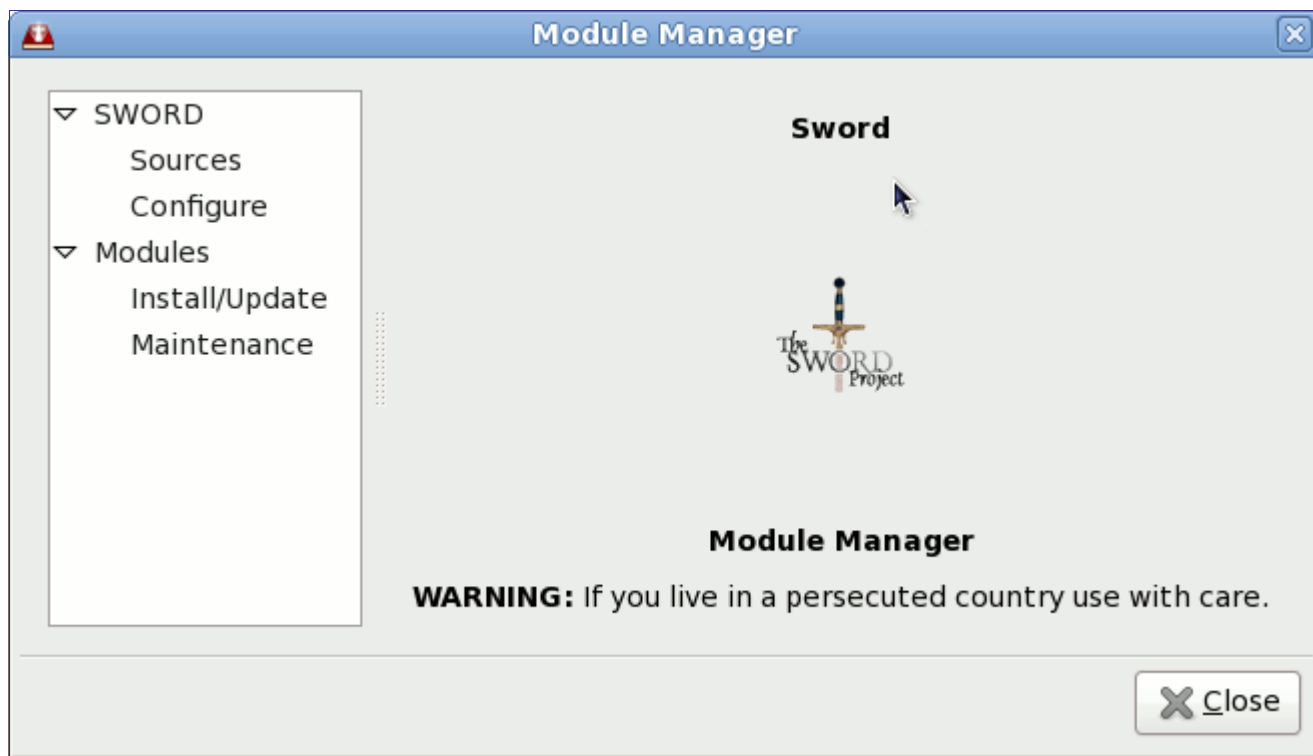 Module Manager
SWORD
Sources
Configure
Modules
Install/Update
Maintenance
Sword
The
SWORD
Project
Module Manager
WARNING: If you live in a persecuted country use with care.
Close